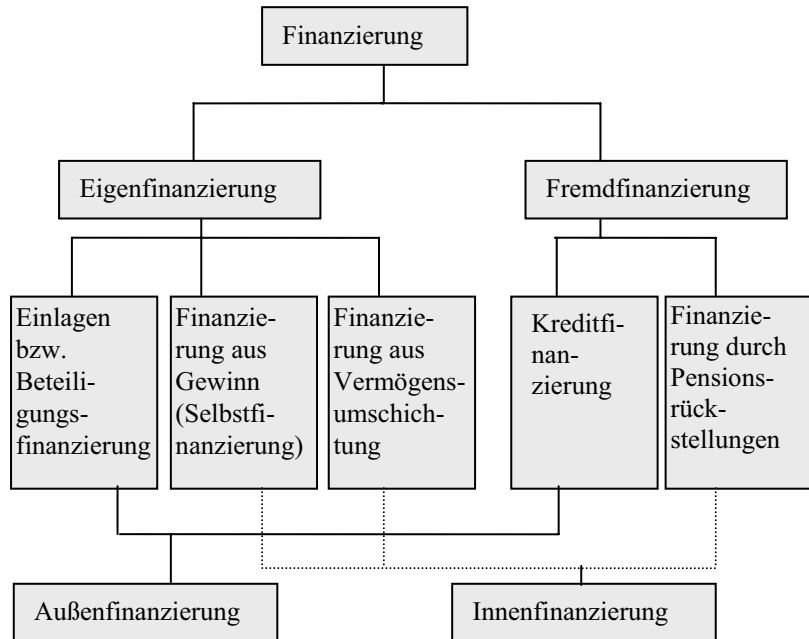 Finanzierung
Eigenfinanzierung
Fremdfinanzierung
Einlagen
bzw.
Beteili-
gungs-
finanzierung
Finanzie-
rung aus
Gewinn
(Selbstfi-
nanzierung)
Finanzie-
rung aus
Vermögens-
umschich-
tung
Kreditfi-
nan-
zierung
Finanzie-
rung durch
Pensions-
rück-
stellungen
Außenfinanzierung
Innenfinanzierung